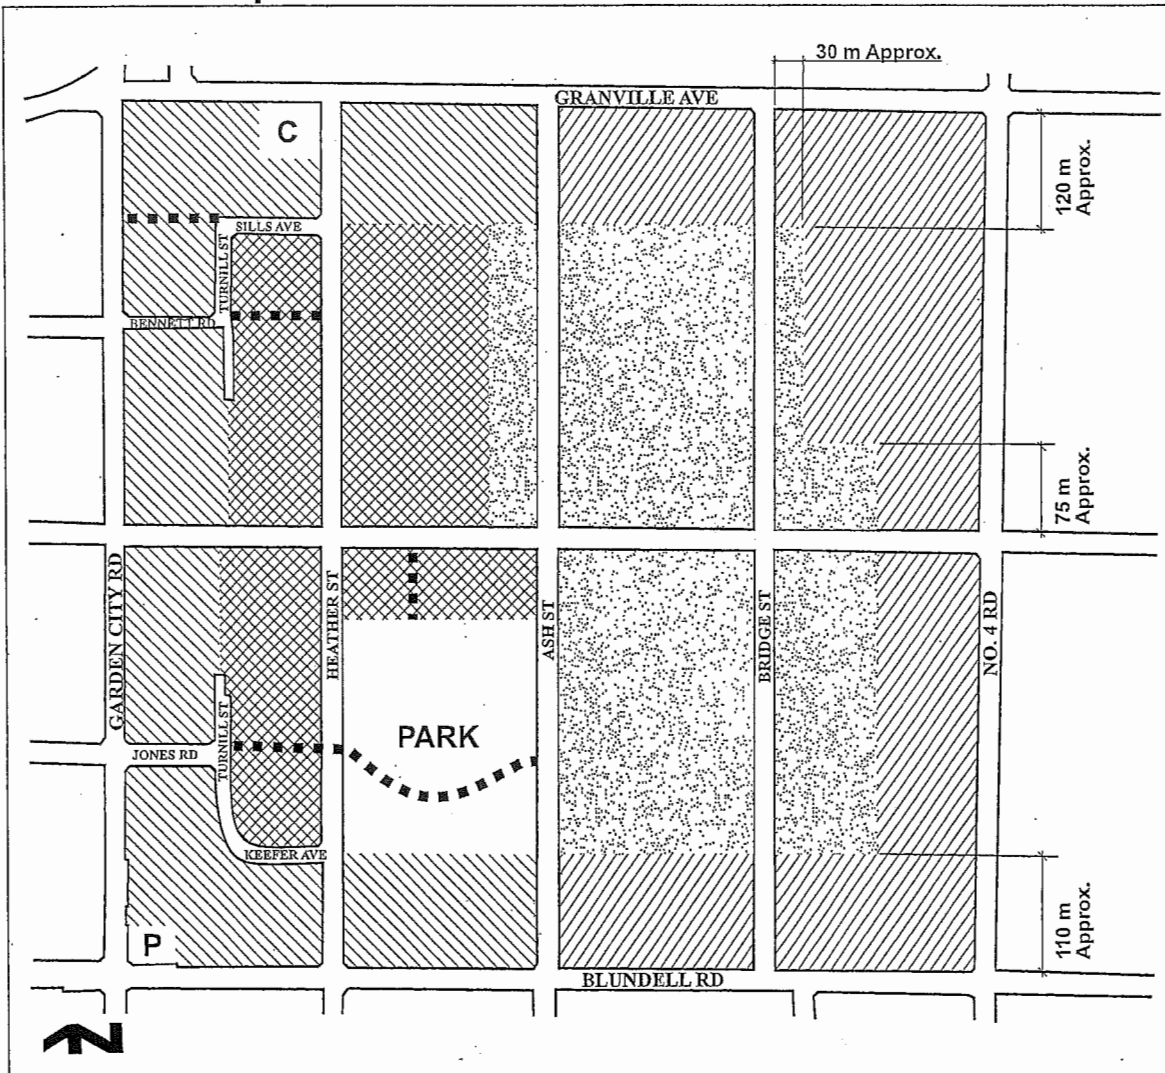 30 m Approx.
GRANVILLE AVE
C
120 m
Approx.
SILLS AVE
TURNILL ST
BENNETT RD
75 m
Approx.
GARDEN CITY RD
HEATHER ST
ASH ST
BRIDGE ST
NO. 4 RD
PARK
JONES RD
TURNILL ST
KEEFER AVE
110 m
Approx.
P
BLUNDELL RD